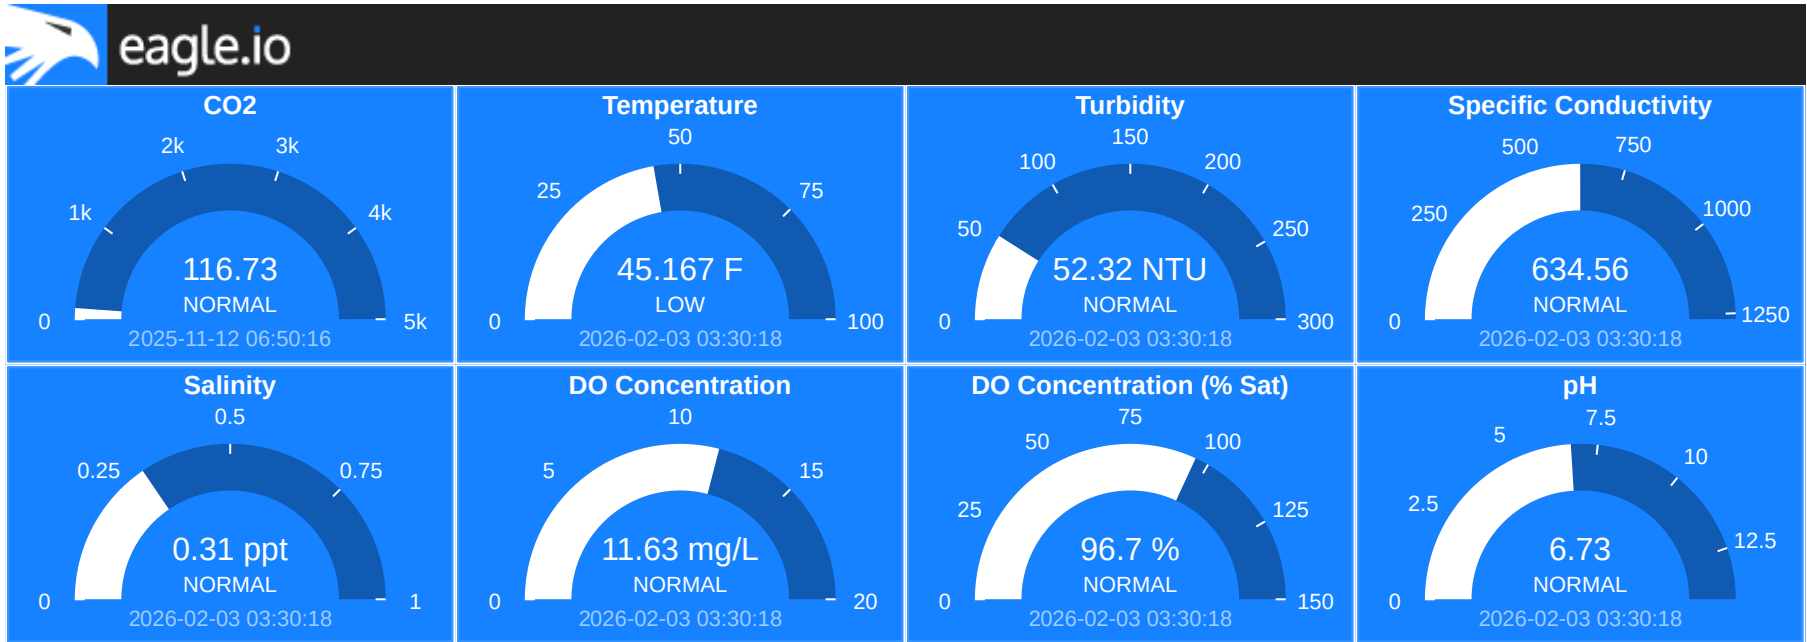 eagle.io
CO2
0
1k
2k
3k
4k
5k
116.73
NORMAL
2025-11-12 06:50:16
Temperature
0
25
50
75
100
45.167 F
LOW
2026-02-03 03:30:18
Turbidity
0
50
100
150
200
250
300
52.32 NTU
NORMAL
2026-02-03 03:30:18
Specific Conductivity
0
250
500
750
1000
1250
634.56
NORMAL
2026-02-03 03:30:18
Salinity
0
0.25
0.5
0.75
1
0.31 ppt
NORMAL
2026-02-03 03:30:18
DO Concentration
0
5
10
15
20
11.63 mg/L
NORMAL
2026-02-03 03:30:18
DO Concentration (% Sat)
0
25
50
75
100
125
150
96.7 %
NORMAL
2026-02-03 03:30:18
pH
0
2.5
5
7.5
10
12.5
6.73
NORMAL
2026-02-03 03:30:18